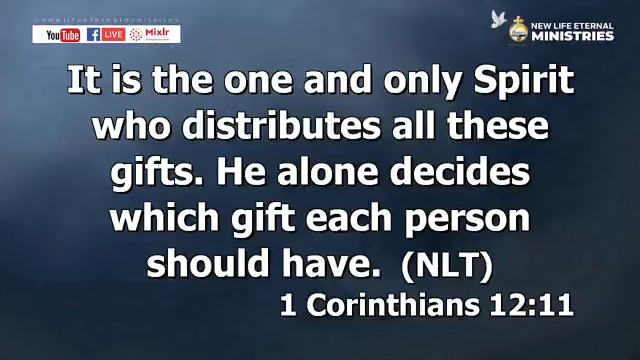 newlifeeternalministries
YouTube f LIVE Mixlr
NEW LIFE ETERNAL
MINISTRIES
It is the one and only Spirit
who distributes all these
gifts. He alone decides
which gift each person
should have. (NLT)
1 Corinthians 12:11